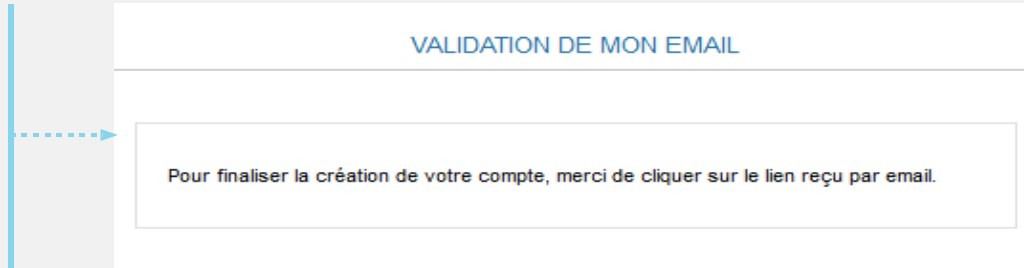 VALIDATION DE MON EMAIL
Pour finaliser la création de votre compte, merci de cliquer sur le lien reçu par email.